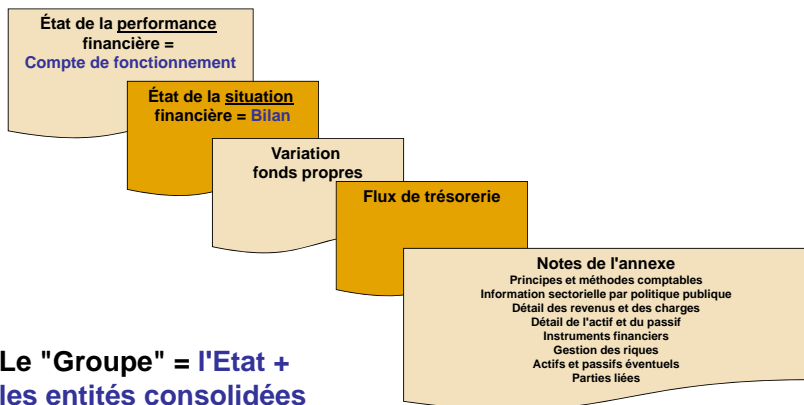 État de la performance
financière =
Compte de fonctionnement
État de la situation
financière = Bilan
Variation
fonds propres
Flux de trésorerie
Notes de l'annexe
Principes et méthodes comptables
Information sectorielle par politique publique
Détail des revenus et des charges
Détail de l'actif et du passif
Instruments financiers
Gestion des riques
Actifs et passifs éventuels
Parties liées
Le "Groupe" = l'Etat +
les entités consolidées